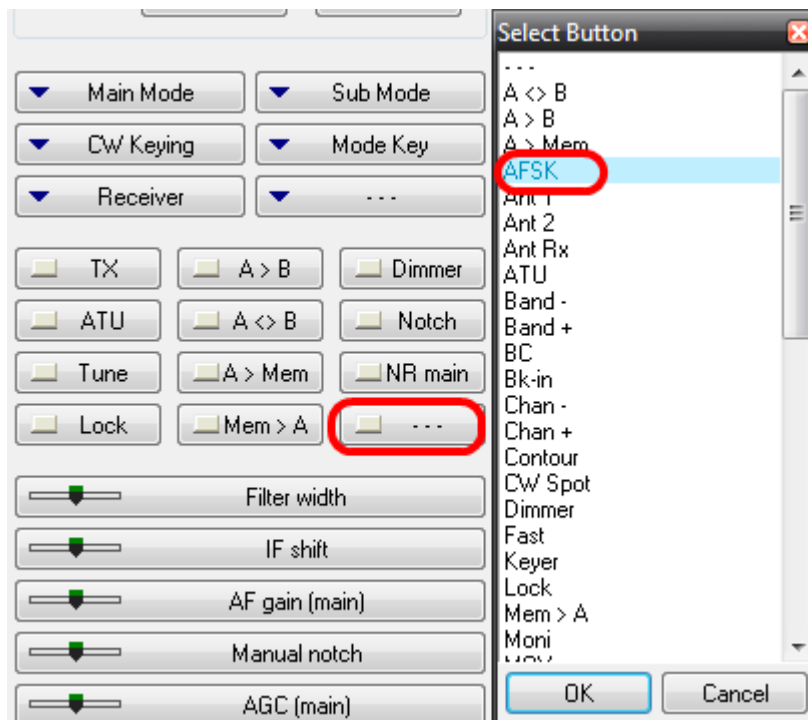 Main Mode
Sub Mode
CW Keying
Mode Key
Receiver
- - -
TX
A > B
Dimmer
ATU
A <> B
Notch
Tune
A > Mem
NR main
Lock
Mem > A
- - -
Filter width
IF shift
AF gain (main)
Manual notch
AGC (main)
Select Button
- - -
A <> B
A > B
A > Mem
AFSK
Ant 1
Ant 2
Ant Rx
ATU
Band -
Band +
BC
Bk-in
Chan -
Chan +
Contour
CW Spot
Dimmer
Fast
Keyer
Lock
Mem > A
Moni
OK
Cancel